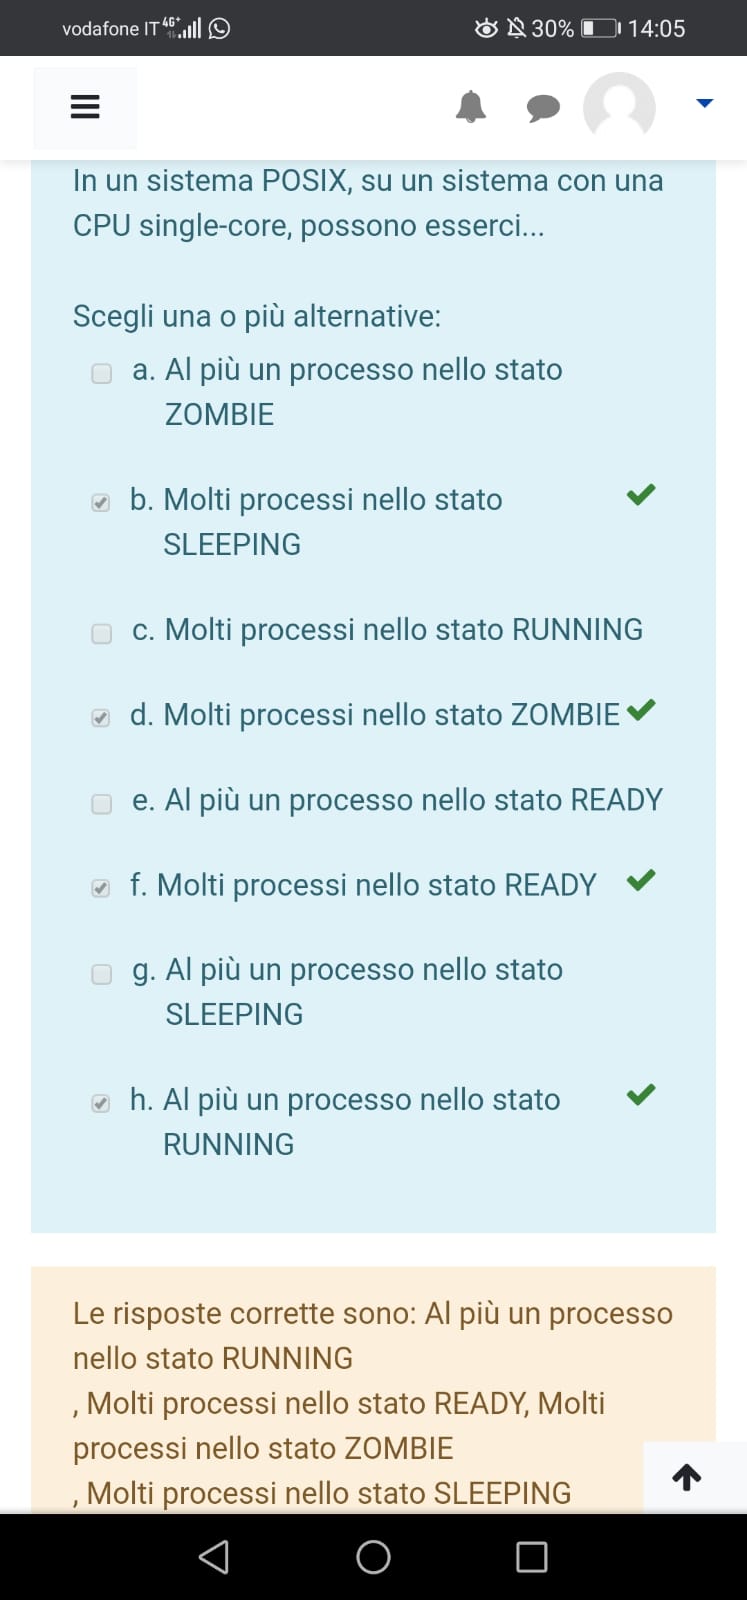 vodafone IT 4G+ 30% 14:05
In un sistema POSIX, su un sistema con una
CPU single-core, possono esserci...
Scegli una o più alternative:
a. Al più un processo nello stato
ZOMBIE
b. Molti processi nello stato
SLEEPING
c. Molti processi nello stato RUNNING
d. Molti processi nello stato ZOMBIE
e. Al più un processo nello stato READY
f. Molti processi nello stato READY
g. Al più un processo nello stato
SLEEPING
h. Al più un processo nello stato
RUNNING
Le risposte corrette sono: Al più un processo
nello stato RUNNING
, Molti processi nello stato READY, Molti
processi nello stato ZOMBIE
, Molti processi nello stato SLEEPING